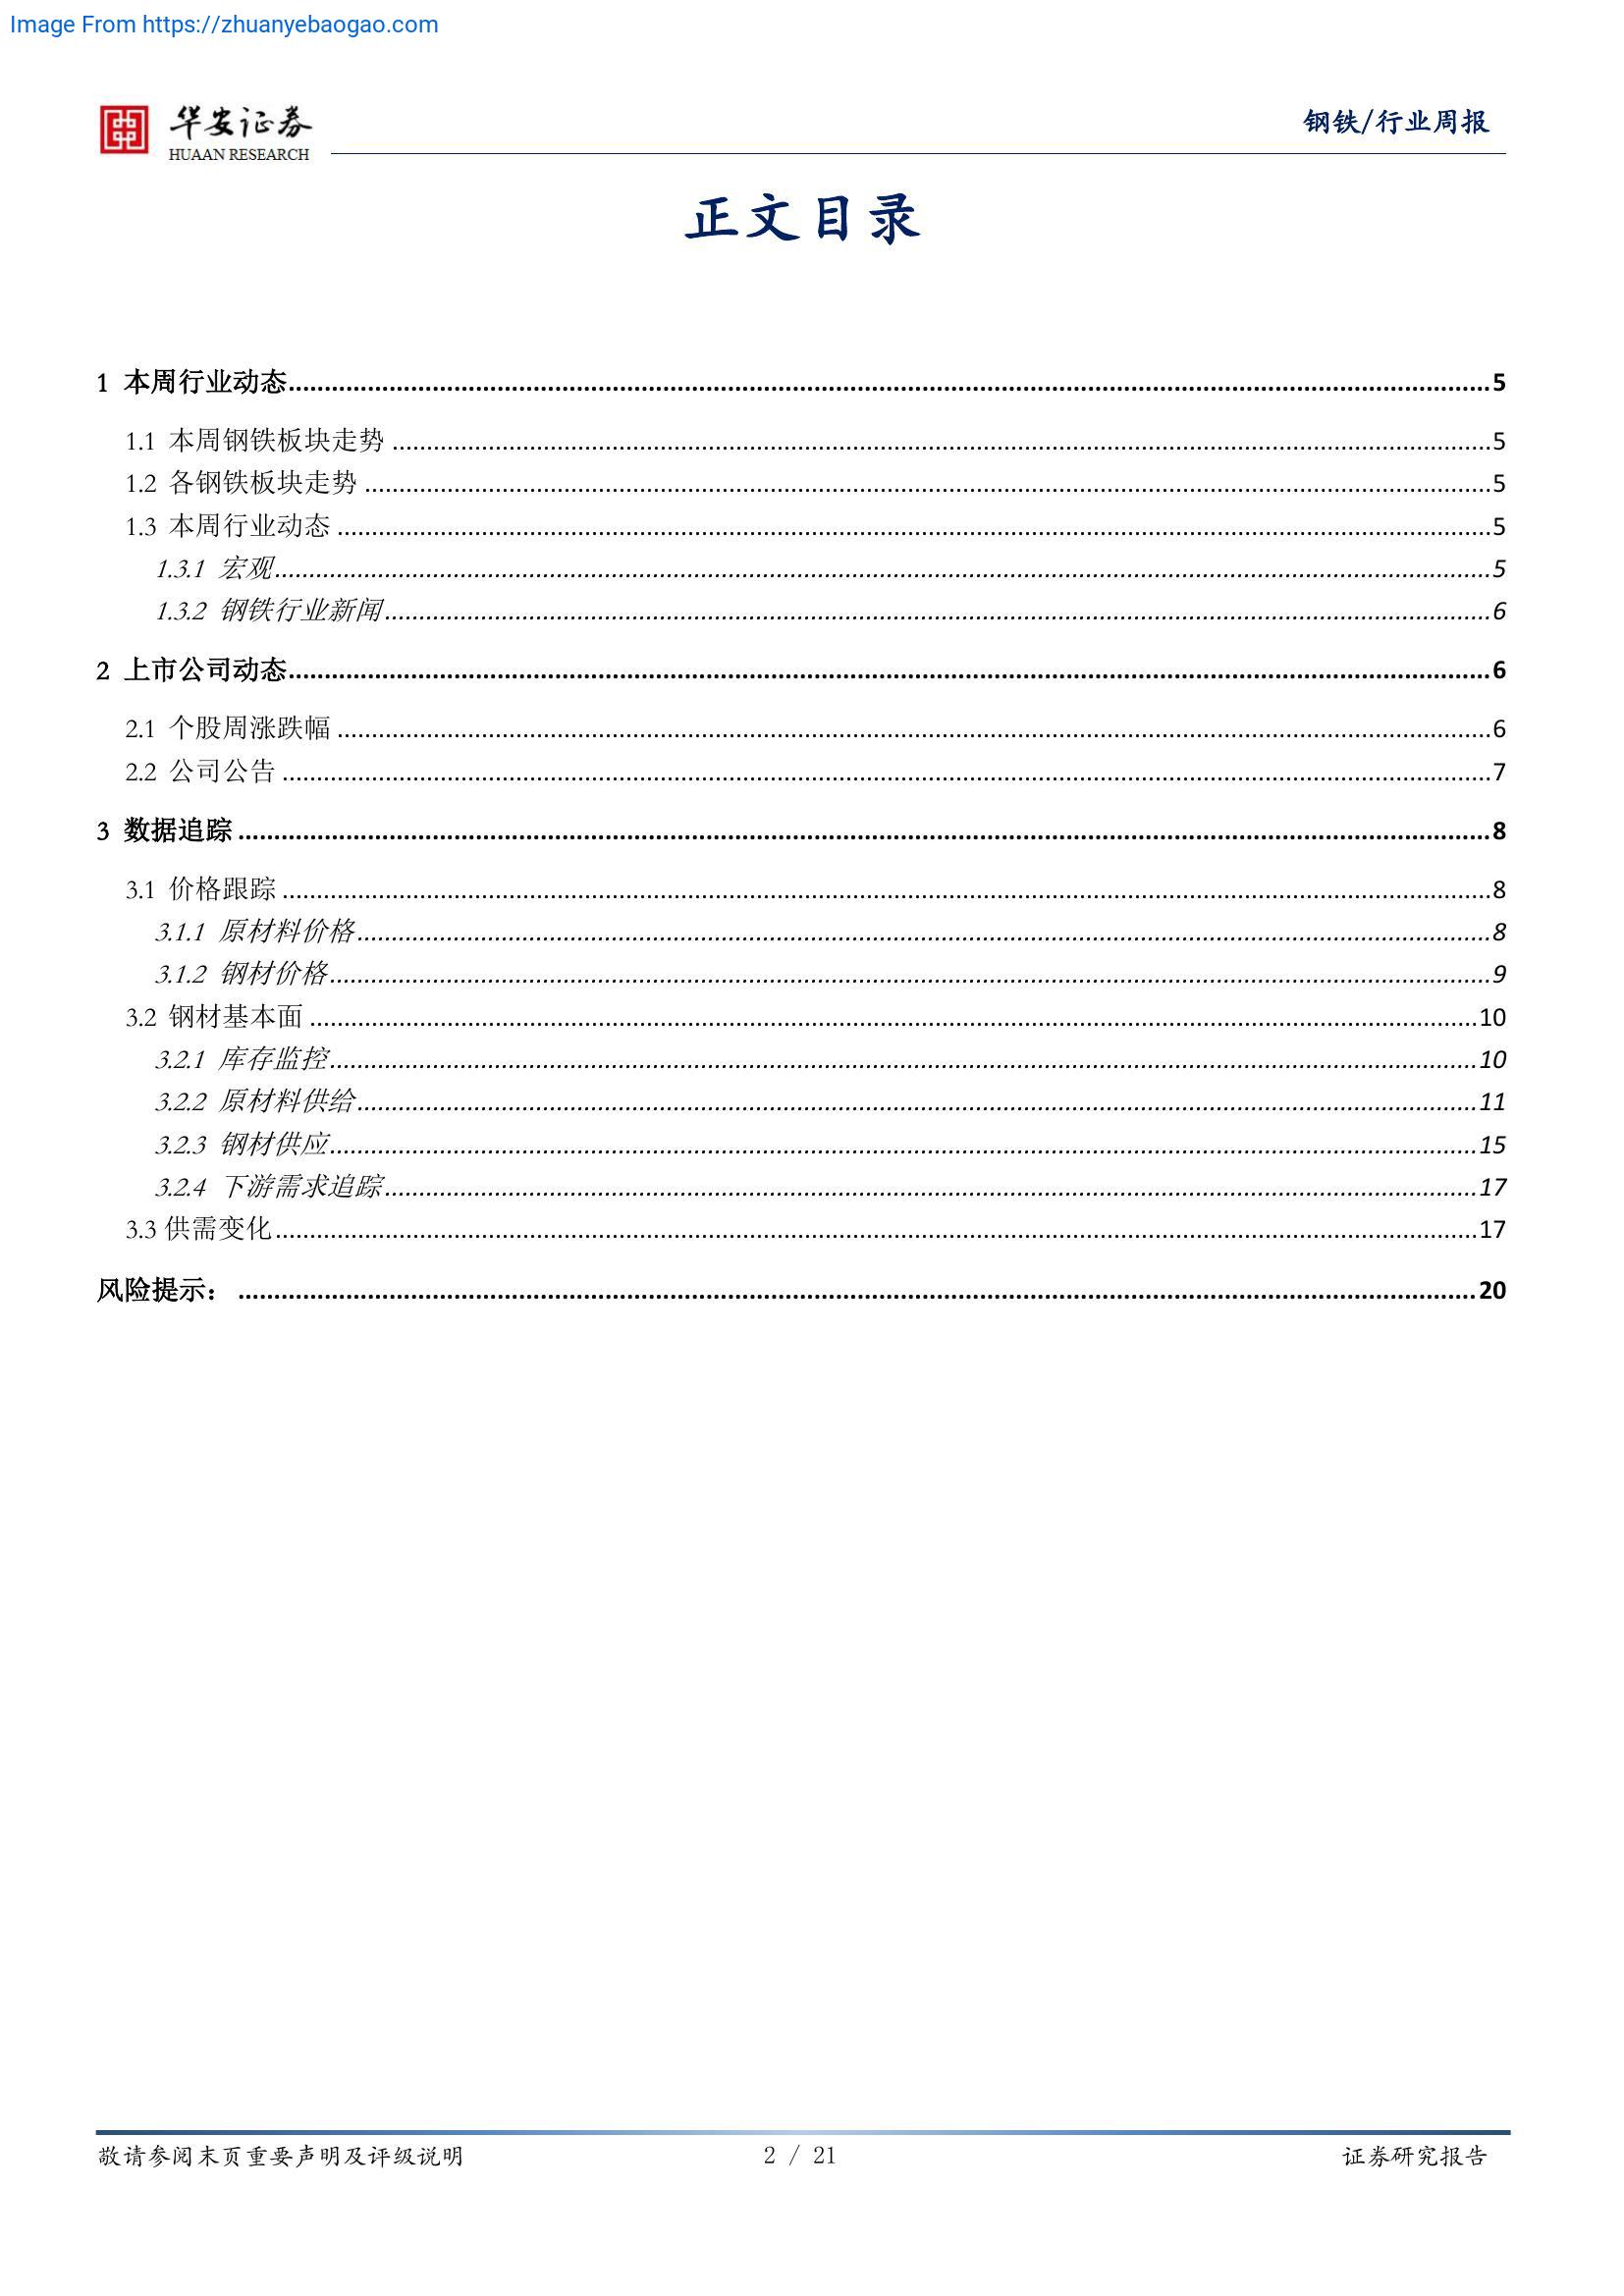 Image From https://zhuanyebaogao.com
华安证券
HUAAN RESEARCH
钢铁/行业周报
正文目录
1 本周行业动态 5
1.1 本周钢铁板块走势 5
1.2 各钢铁板块走势 5
1.3 本周行业动态 5
1.3.1 宏观 5
1.3.2 钢铁行业新闻 6
2 上市公司动态 6
2.1 个股周涨跌幅 6
2.2 公司公告 7
3 数据追踪 8
3.1 价格跟踪 8
3.1.1 原材料价格 8
3.1.2 钢材价格 9
3.2 钢材基本面 10
3.2.1 库存监控 10
3.2.2 原材料供给 11
3.2.3 钢材供应 15
3.2.4 下游需求追踪 17
3.3供需变化 17
风险提示： 20
敬请参阅末页重要声明及评级说明
2 / 21
证券研究报告